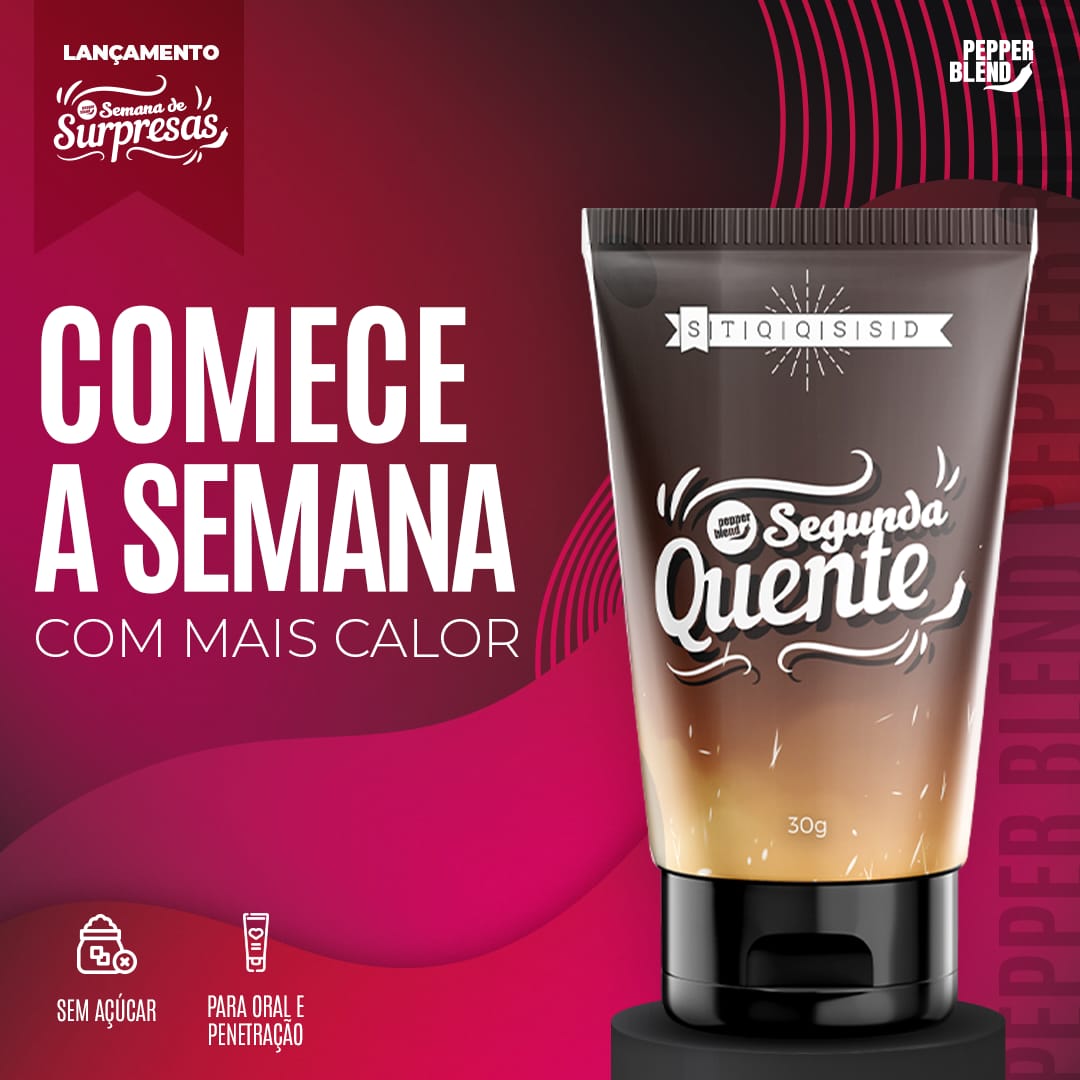 LANÇAMENTO
Semana de
Surpresas
PEPPER
BLEND
COMECE
A SEMANA
COM MAIS CALOR
S|T|Q|Q|S|S|D
pepper
blend
Segunda
Quente
30g
SEM AÇÚCAR
PARA ORAL E
PENETRAÇÃO
PEPPER BLEND PEPPER